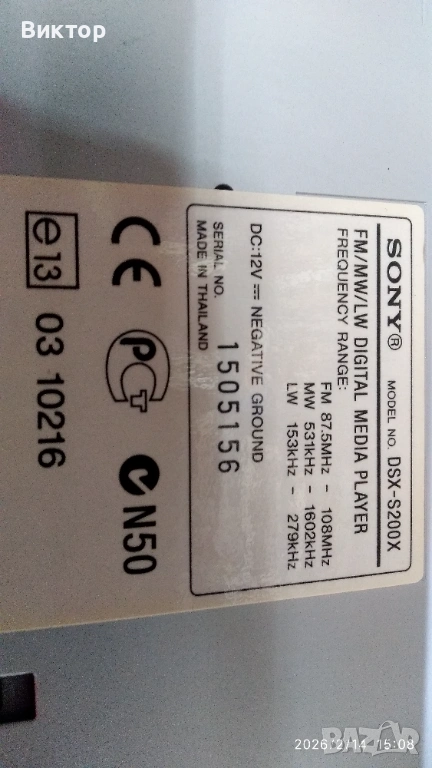 Виктор
SONY® MODEL NO. DSX-S200X
FM/MW/LW DIGITAL MEDIA PLAYER
FREQUENCY RANGE:
FM 87.5MHz - 108MHz
MW 531kHz - 1602kHz
LW 153kHz - 279kHz
DC:12V ⎓ NEGATIVE GROUND
SERIAL NO. 1505156
MADE IN THAILAND
CE PCT N50
e13 03 10216
2026/2/14 15:08
BAZAR